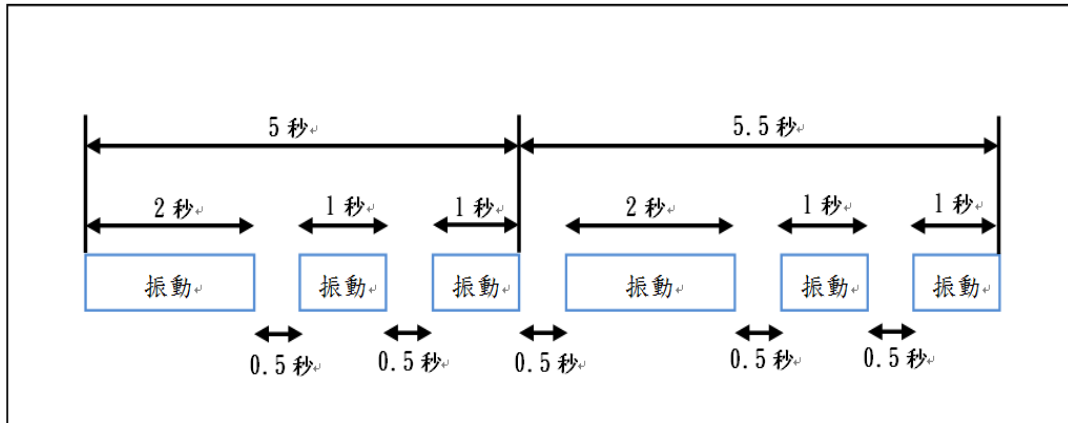 5 秒 5.5 秒
2 秒 1 秒 1 秒 2 秒 1 秒 1 秒
振動 振動 振動 振動 振動 振動
0.5 秒 0.5 秒 0.5 秒 0.5 秒 0.5 秒